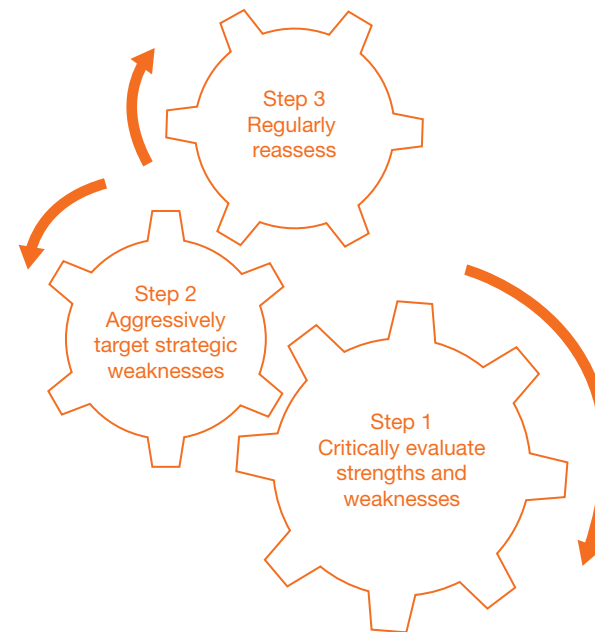 Step 3
Regularly
reassess
Step 2
Aggressively
target strategic
weaknesses
Step 1
Critically evaluate
strengths and
weaknesses